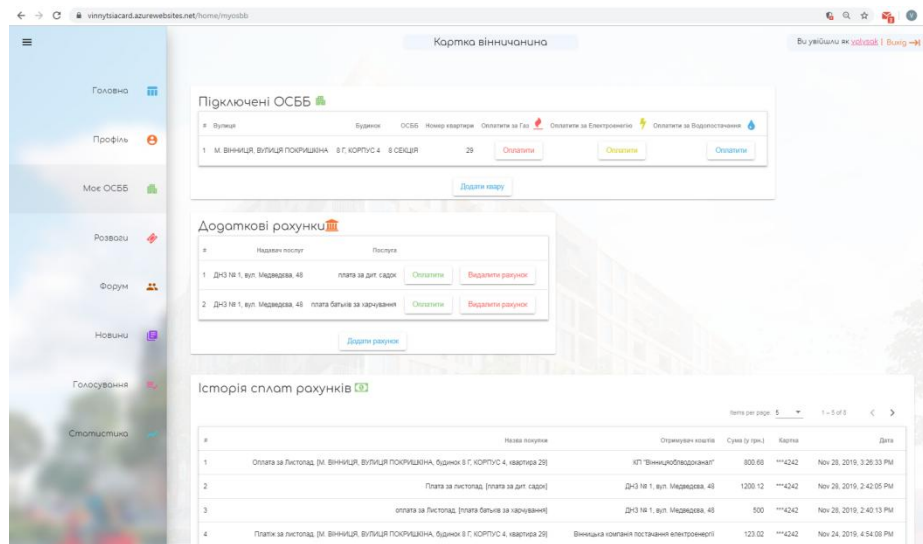 vinnytsiacard.azurewebsites.net/home/myosbb
Картка вінничанина
Ви увійшли як vplysak | Вихід
Головна
Профіль
Моє ОСББ
Розваги
Форум
Новини
Голосування
Статистика
Підключені ОСББ
# Вулиця Будинок ОСББ Номер квартири Оплатити за Газ Оплатити за Електроенергію Оплатити за Водопостачання
1 М. ВІННИЦЯ, ВУЛИЦЯ ПОКРИШКІНА 8 Г, КОРПУС 4 8 СЕКЦІЯ 29 Оплатити Оплатити Оплатити
Додати квару
Додаткові рахунки
# Надавач послуг Послуга
1 ДНЗ № 1, вул. Медведєва, 48 плата за дит. садок Оплатити Видалити рахунок
2 ДНЗ № 1, вул. Медведєва, 48 плата батьків за харчування Оплатити Видалити рахунок
Додати рахунок
Історія сплат рахунків
Items per page: 5 1 – 5 of 8
# Назва покупки Отримувач коштів Сума (у грн.) Картка Дата
1 Оплата за Листопад, [М. ВІННИЦЯ, ВУЛИЦЯ ПОКРИШКІНА, будинок 8 Г, КОРПУС 4, квартира 29] КП "Вінницяоблводоканал" 800.68 ***4242 Nov 28, 2019, 3:26:33 PM
2 Плата за листопад, [плата за дит. садок] ДНЗ № 1, вул. Медведєва, 48 1200.12 ***4242 Nov 28, 2019, 2:42:05 PM
3 оплата за Листопад, [плата батьків за харчування] ДНЗ № 1, вул. Медведєва, 48 500 ***4242 Nov 28, 2019, 2:40:13 PM
4 Платіж за листопад, [М. ВІННИЦЯ, ВУЛИЦЯ ПОКРИШКІНА, будинок 8 Г, КОРПУС 4, квартира 29] Вінницька компанія постачання електроенергії 123.02 ***4242 Nov 24, 2019, 4:54:08 PM